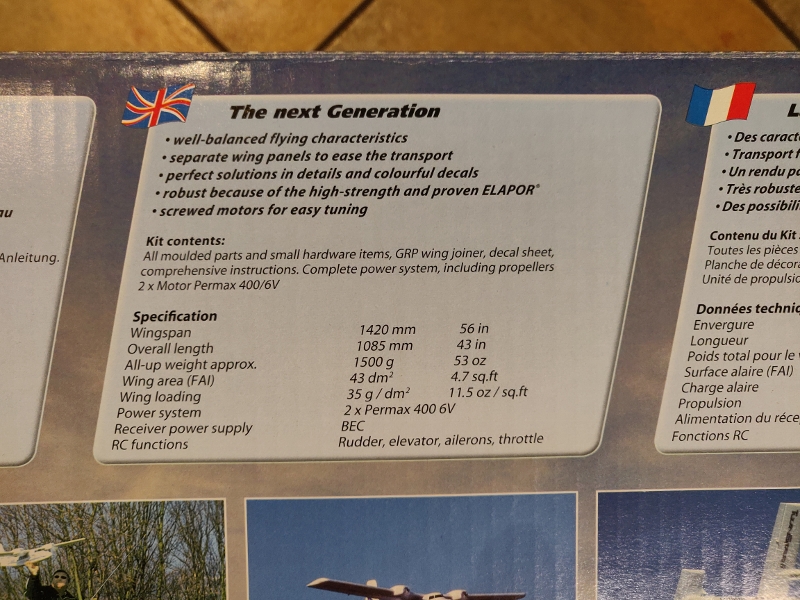 au
Anleitung.
The next Generation
• well-balanced flying characteristics
• separate wing panels to ease the transport
• perfect solutions in details and colourful decals
• robust because of the high-strength and proven ELAPOR®
• screwed motors for easy tuning
Kit contents:
All moulded parts and small hardware items, GRP wing joiner, decal sheet,
comprehensive instructions. Complete power system, including propellers
2 x Motor Permax 400/6V
Specification
Wingspan 1420 mm 56 in
Overall length 1085 mm 43 in
All-up weight approx. 1500 g 53 oz
Wing area (FAI) 43 dm² 4.7 sq.ft
Wing loading 35 g / dm² 11.5 oz / sq.ft
Power system 2 x Permax 400 6V
Receiver power supply BEC
RC functions Rudder, elevator, ailerons, throttle
• Des caract
• Transport f
• Un rendu pa
• Très robuste
• Des possibili
Contenu du Kit
Toutes les pièces
Planche de décora
Unité de propulsio
Données techniq
Envergure
Longueur
Poids total pour le
Surface alaire (FAI)
Charge alaire
Propulsion
Alimentation du réce
Fonctions RC